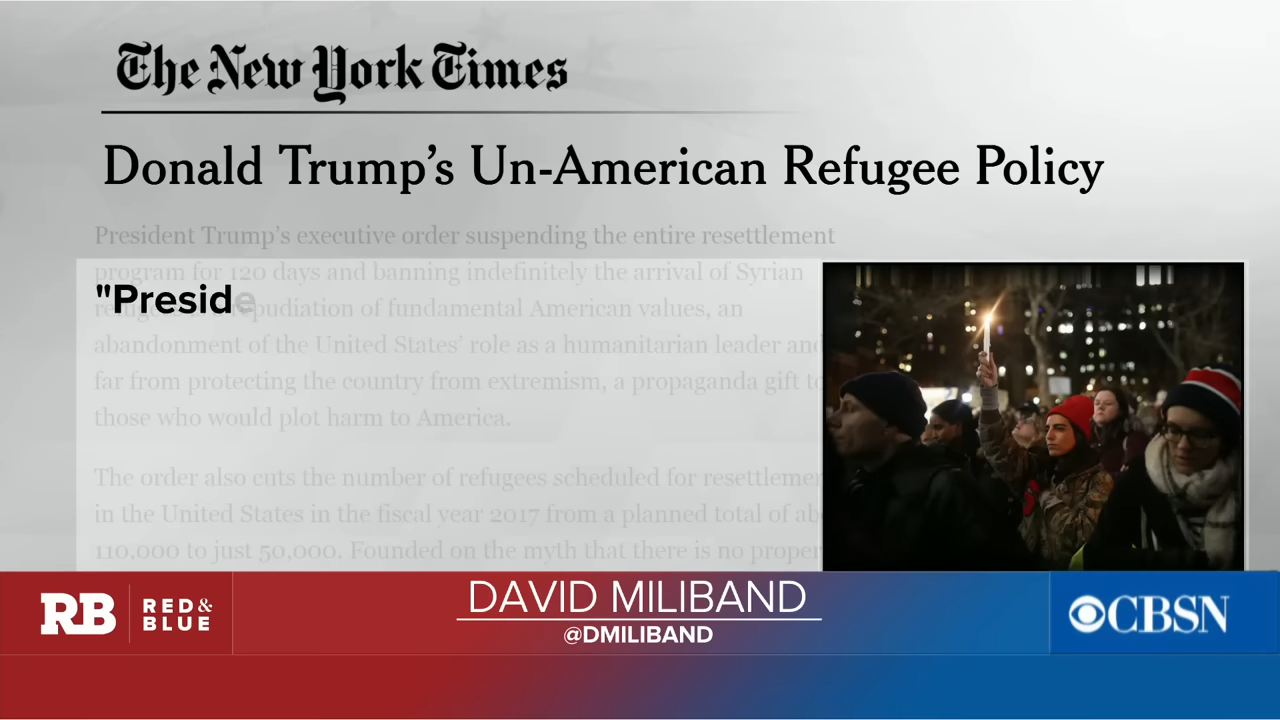 The New York Times
Donald Trump's Un-American Refugee Policy
President Trump's executive order suspending the entire resettlement
program for 120 days and banning indefinitely the arrival of Syrian
"Preside
repudiation of fundamental American values, an
abandonment of the United States' role as a humanitarian leader and
far from protecting the country from extremism, a propaganda gift to
those who would plot harm to America.
The order also cuts the number of refugees scheduled for resettlemen
in the United States in the fiscal year 2017 from a planned total of ab
110,000 to just 50,000. Founded on the myth that there is no proper
RB
RED&
BLUE
DAVID MILIBAND
@DMILIBAND
CBSN